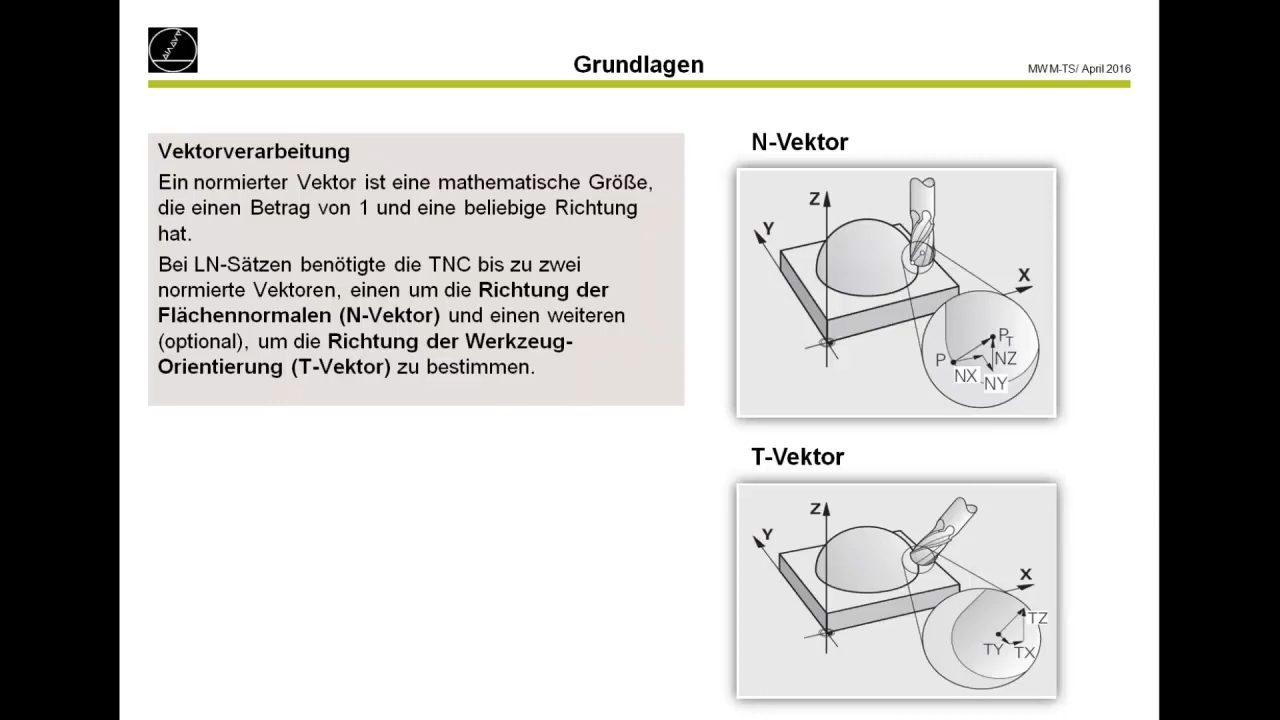 Grundlagen
MWM-TS/ April 2016
Vektorverarbeitung
Ein normierter Vektor ist eine mathematische Größe,
die einen Betrag von 1 und eine beliebige Richtung
hat.
Bei LN-Sätzen benötigte die TNC bis zu zwei
normierte Vektoren, einen um die Richtung der
Flächennormalen (N-Vektor) und einen weiteren
(optional), um die Richtung der Werkzeug-
Orientierung (T-Vektor) zu bestimmen.
N-Vektor
Z
Y
X
PT
P
NZ
NX
NY
T-Vektor
Z
Y
X
TZ
TY
TX